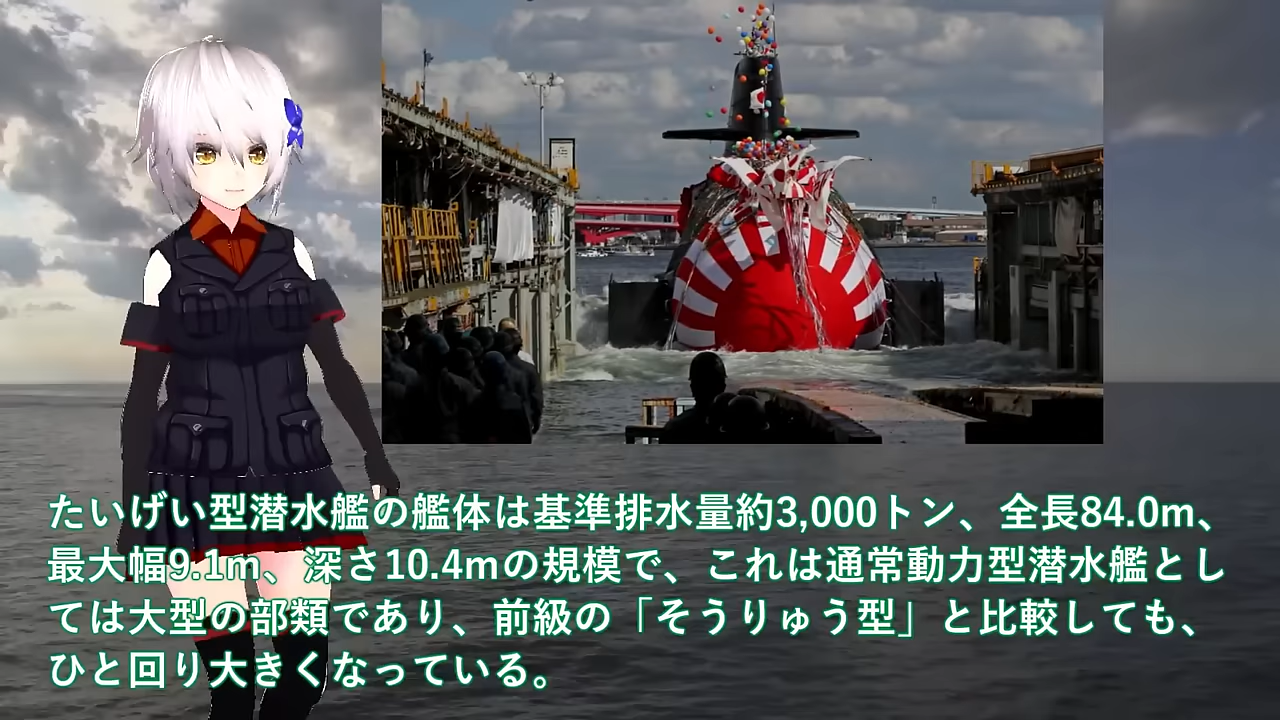 たいげい型潜水艦の艦体は基準排水量約3,000トン、全長84.0m、
最大幅9.1m、深さ10.4mの規模で、これは通常動力型潜水艦とし
ては大型の部類であり、前級の「そうりゅう型」と比較しても、
ひと回り大きくなっている。